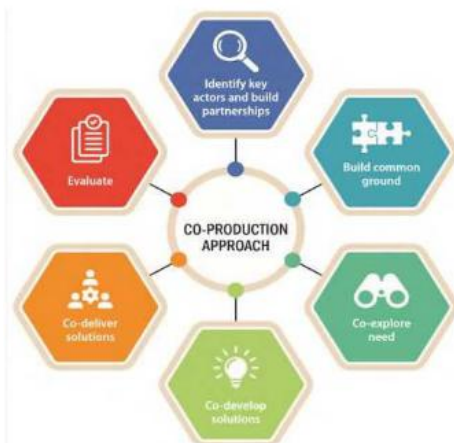 Identify key
actors and build
partnerships
Build common
ground
Co-explore
need
Co-develop
solutions
Co-deliver
solutions
Evaluate
CO-PRODUCTION
APPROACH